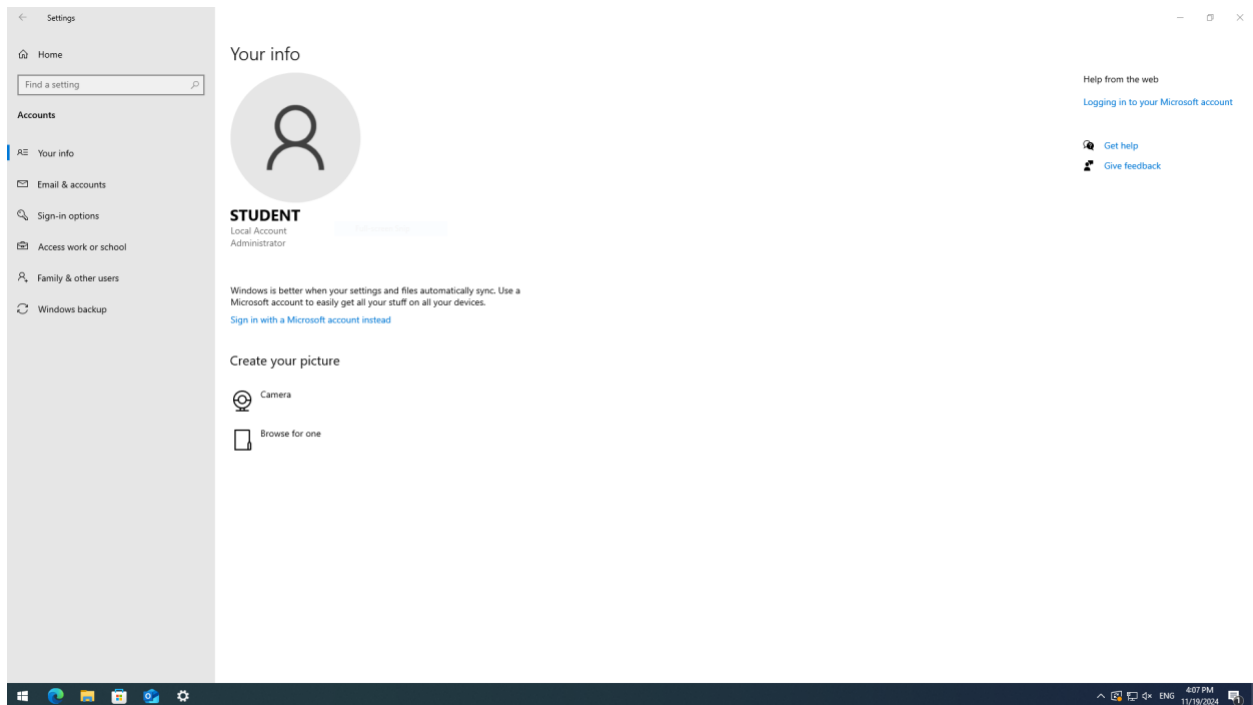 Settings
Home
Find a setting
Accounts
Your info
Email & accounts
Sign-in options
Access work or school
Family & other users
Windows backup
Your info
STUDENT
Local Account
Administrator
Windows is better when your settings and files automatically sync. Use a
Microsoft account to easily get all your stuff on all your devices.
Sign in with a Microsoft account instead
Create your picture
Camera
Browse for one
Help from the web
Logging in to your Microsoft account
Get help
Give feedback
ENG
4:07 PM
11/19/2024
1